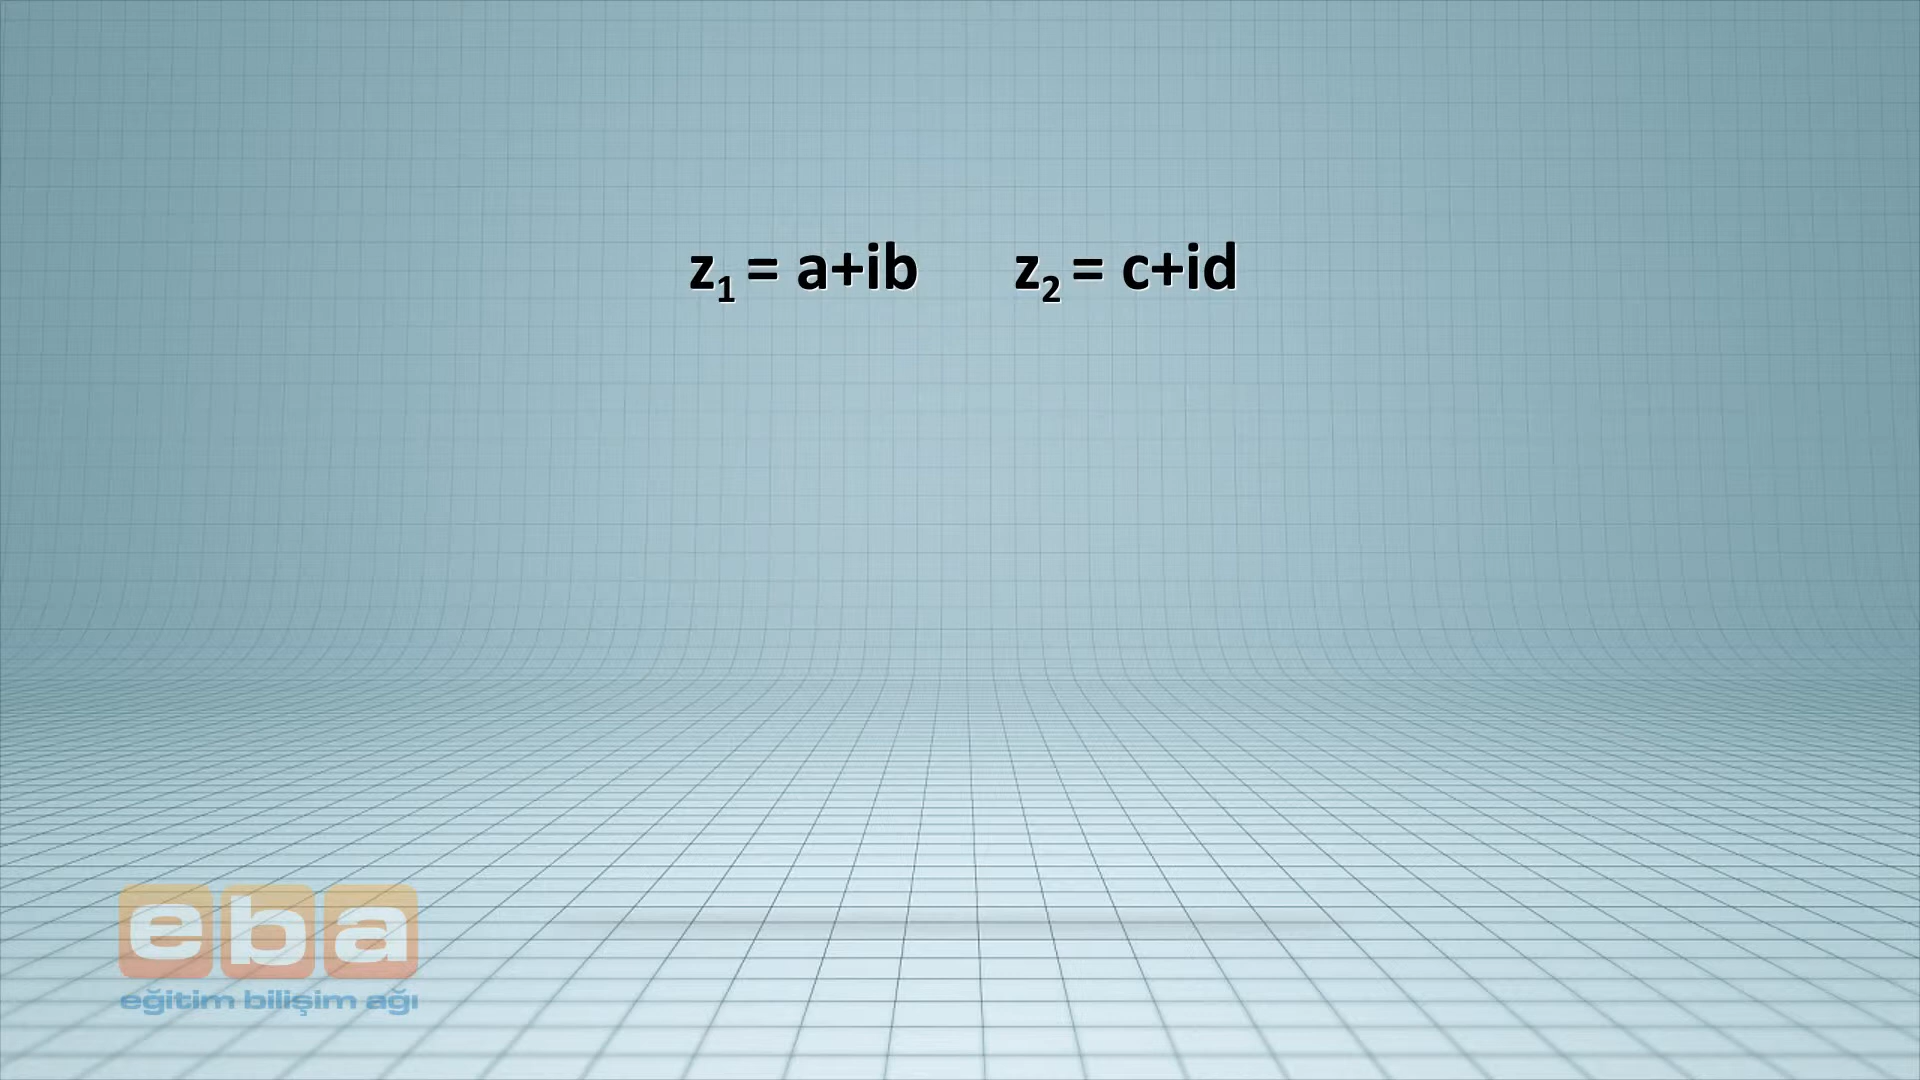 z₁ = a+ib z₂ = c+id
eba
eğitim bilişim ağı